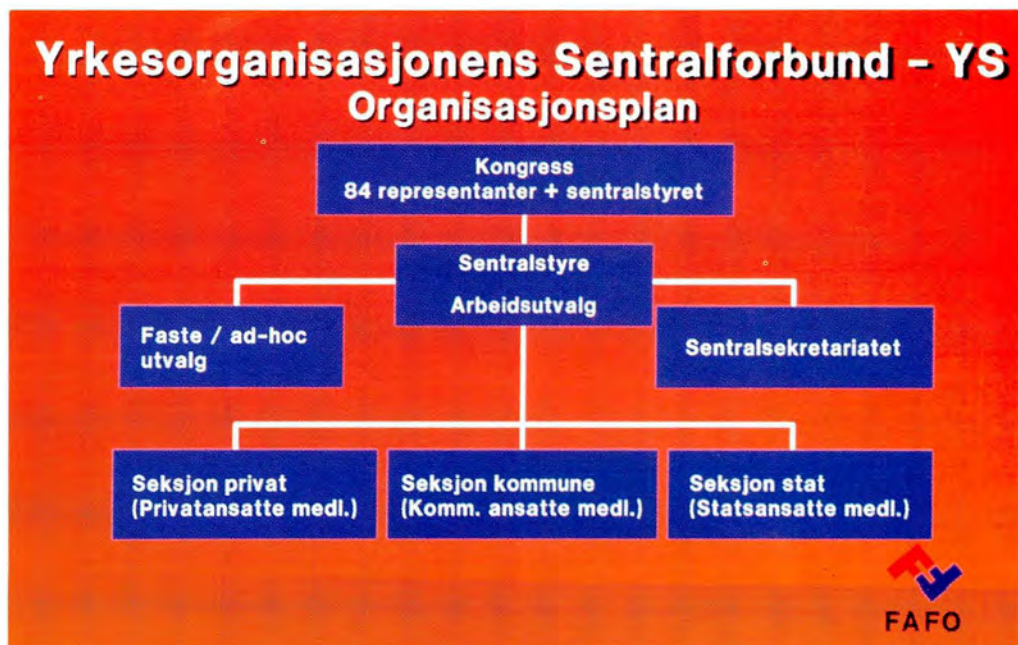 Yrkesorganisasjonens Sentralforbund – YS
Organisasjonsplan
Kongress
84 representanter + sentralstyret
Sentralstyre
Arbeidsutvalg
Faste / ad-hoc
utvalg
Sentralsekretariatet
Seksjon privat
(Privatansatte medl.)
Seksjon kommune
(Komm. ansatte medl.)
Seksjon stat
(Statsansatte medl.)
FAFO